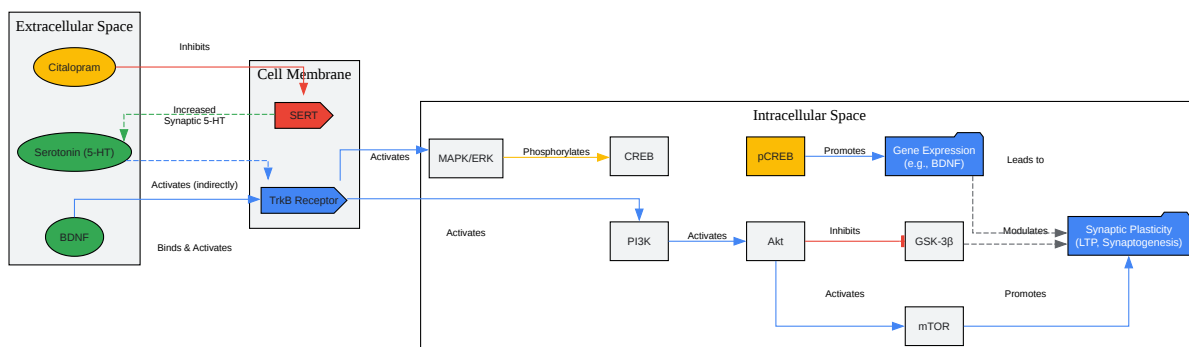 Extracellular Space
Citalopram
Inhibits
Cell Membrane
SERT
Increased
Synaptic 5-HT
Serotonin (5-HT)
Activates (indirectly)
TrkB Receptor
BDNF
Binds & Activates
Activates
Intracellular Space
MAPK/ERK
Phosphorylates
CREB
pCREB
Promotes
Gene Expression
(e.g., BDNF)
Leads to
Activates
PI3K
Activates
Akt
Inhibits
GSK-3β
Modulates
Synaptic Plasticity
(LTP, Synaptogenesis)
Activates
Promotes
mTOR